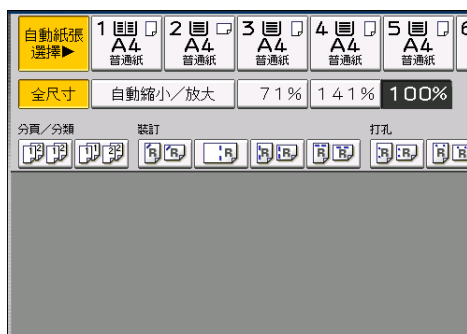 自動紙張
選擇▶
1
A4
普通紙
2
A4
普通紙
3
A4
普通紙
4
A4
普通紙
5
A4
普通紙
全尺寸
自動縮小／放大
71%
141%
100%
分頁／分類
裝訂
打孔